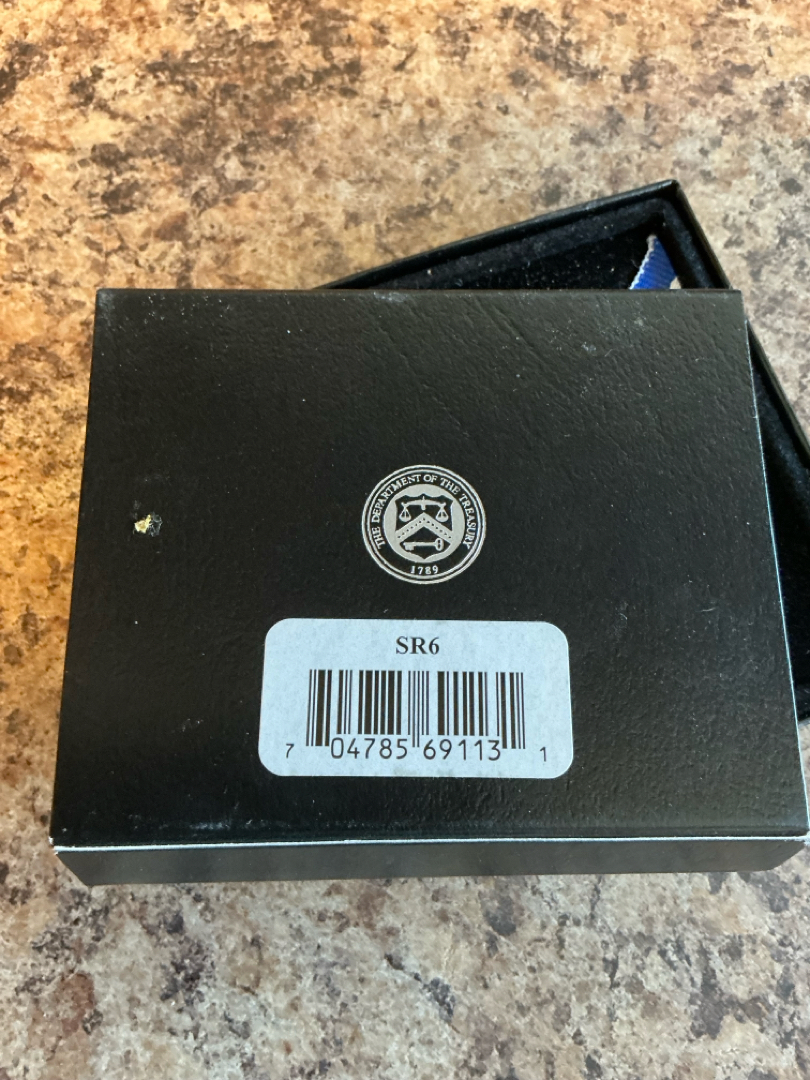 THE DEPARTMENT OF THE TREASURY
1789
SR6
7 04785 69113 1